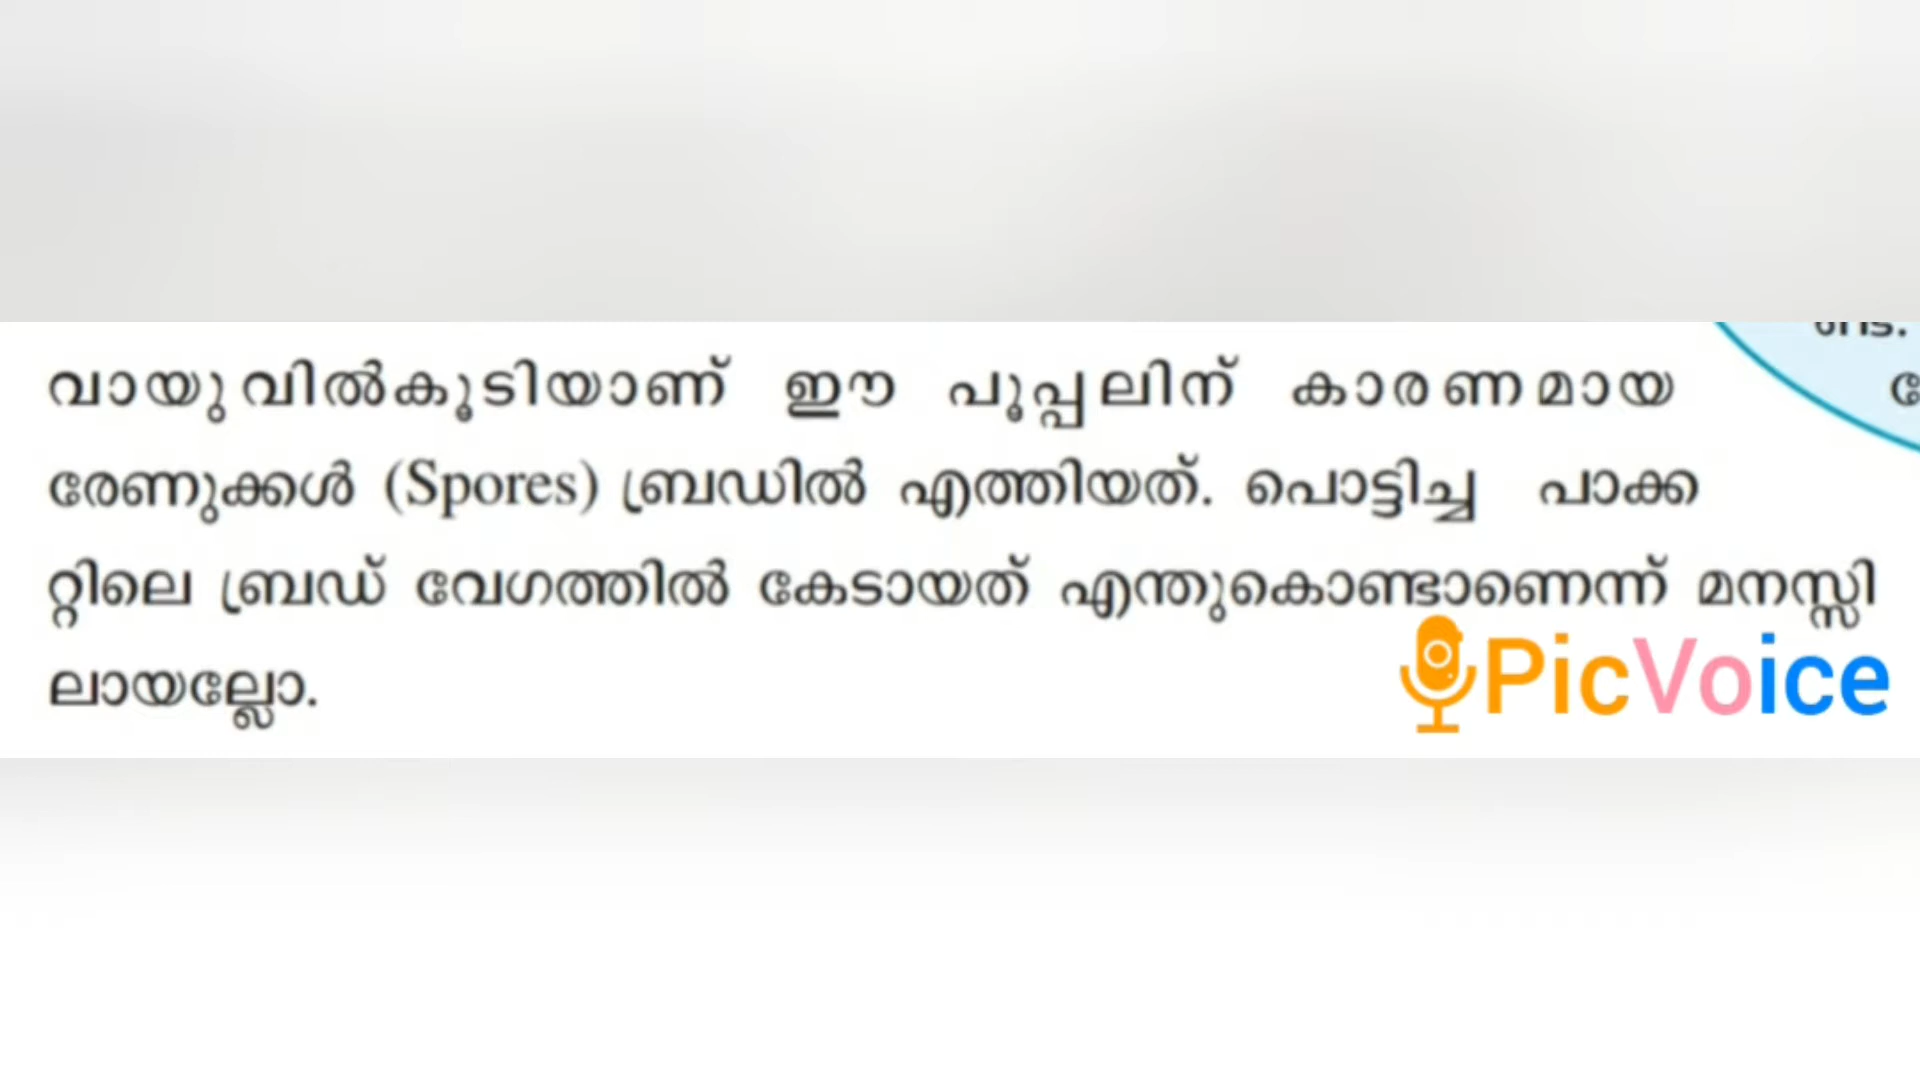 വായുവിൽകൂടിയാണ് ഈ പൂപ്പലിന് കാരണമായ
രേണുക്കൾ (Spores) ബ്രഡിൽ എത്തിയത്. പൊട്ടിച്ച പാക്ക
റ്റിലെ ബ്രഡ് വേഗത്തിൽ കേടായത് എന്തുകൊണ്ടാണെന്ന് മനസ്സി
ലായല്ലോ.
PicVoice